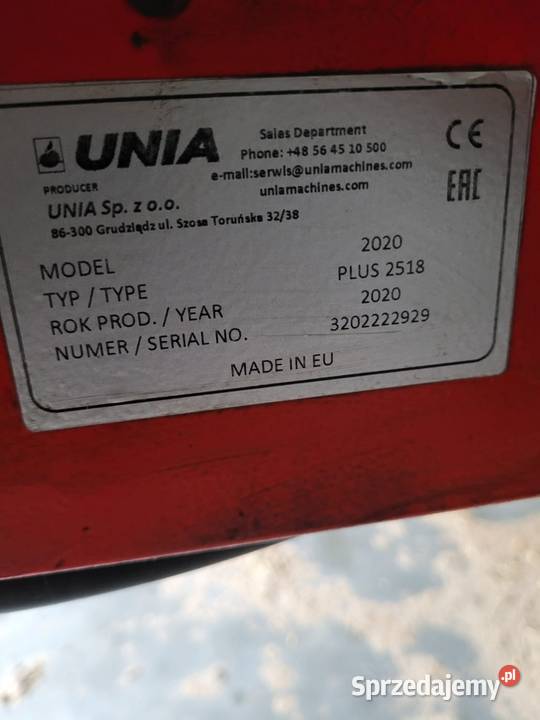 UNIA
Sales Department
Phone: +48 56 45 10 500
e-mail:serwis@uniamachines.com
uniamachines.com
CE
EAC
PRODUCER
UNIA Sp. z o.o.
86-300 Grudziądz ul. Szosa Toruńska 32/38
MODEL 2020
TYP / TYPE PLUS 2518
ROK PROD. / YEAR 2020
NUMER / SERIAL NO. 3202222929
MADE IN EU
Sprzedajemy.pl